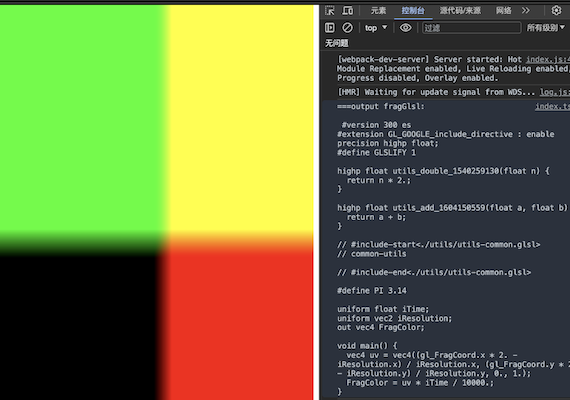 元素 控制台 源代码/来源 网络
top 过滤 所有级别
无问题
[webpack-dev-server] Server started: Hot index.js:4
Module Replacement enabled, Live Reloading enabled,
Progress disabled, Overlay enabled.
[HMR] Waiting for update signal from WDS... log.js:
===output fragGlsl: index.ts
#version 300 es
#extension GL_GOOGLE_include_directive : enable
precision highp float;
#define GLSLIFY 1
highp float utils_double_1540259130(float n) {
return n * 2.;
}
highp float utils_add_1604150559(float a, float b)
return a + b;
}
// #include-start<./utils/utils-common.glsl>
// common-utils
// #include-end<./utils/utils-common.glsl>
#define PI 3.14
uniform float iTime;
uniform vec2 iResolution;
out vec4 FragColor;
void main() {
vec4 uv = vec4((gl_FragCoord.x * 2. -
iResolution.x) / iResolution.x, (gl_FragCoord.y * 2
- iResolution.y) / iResolution.y, 0., 1.);
FragColor = uv * iTime / 10000.;
}